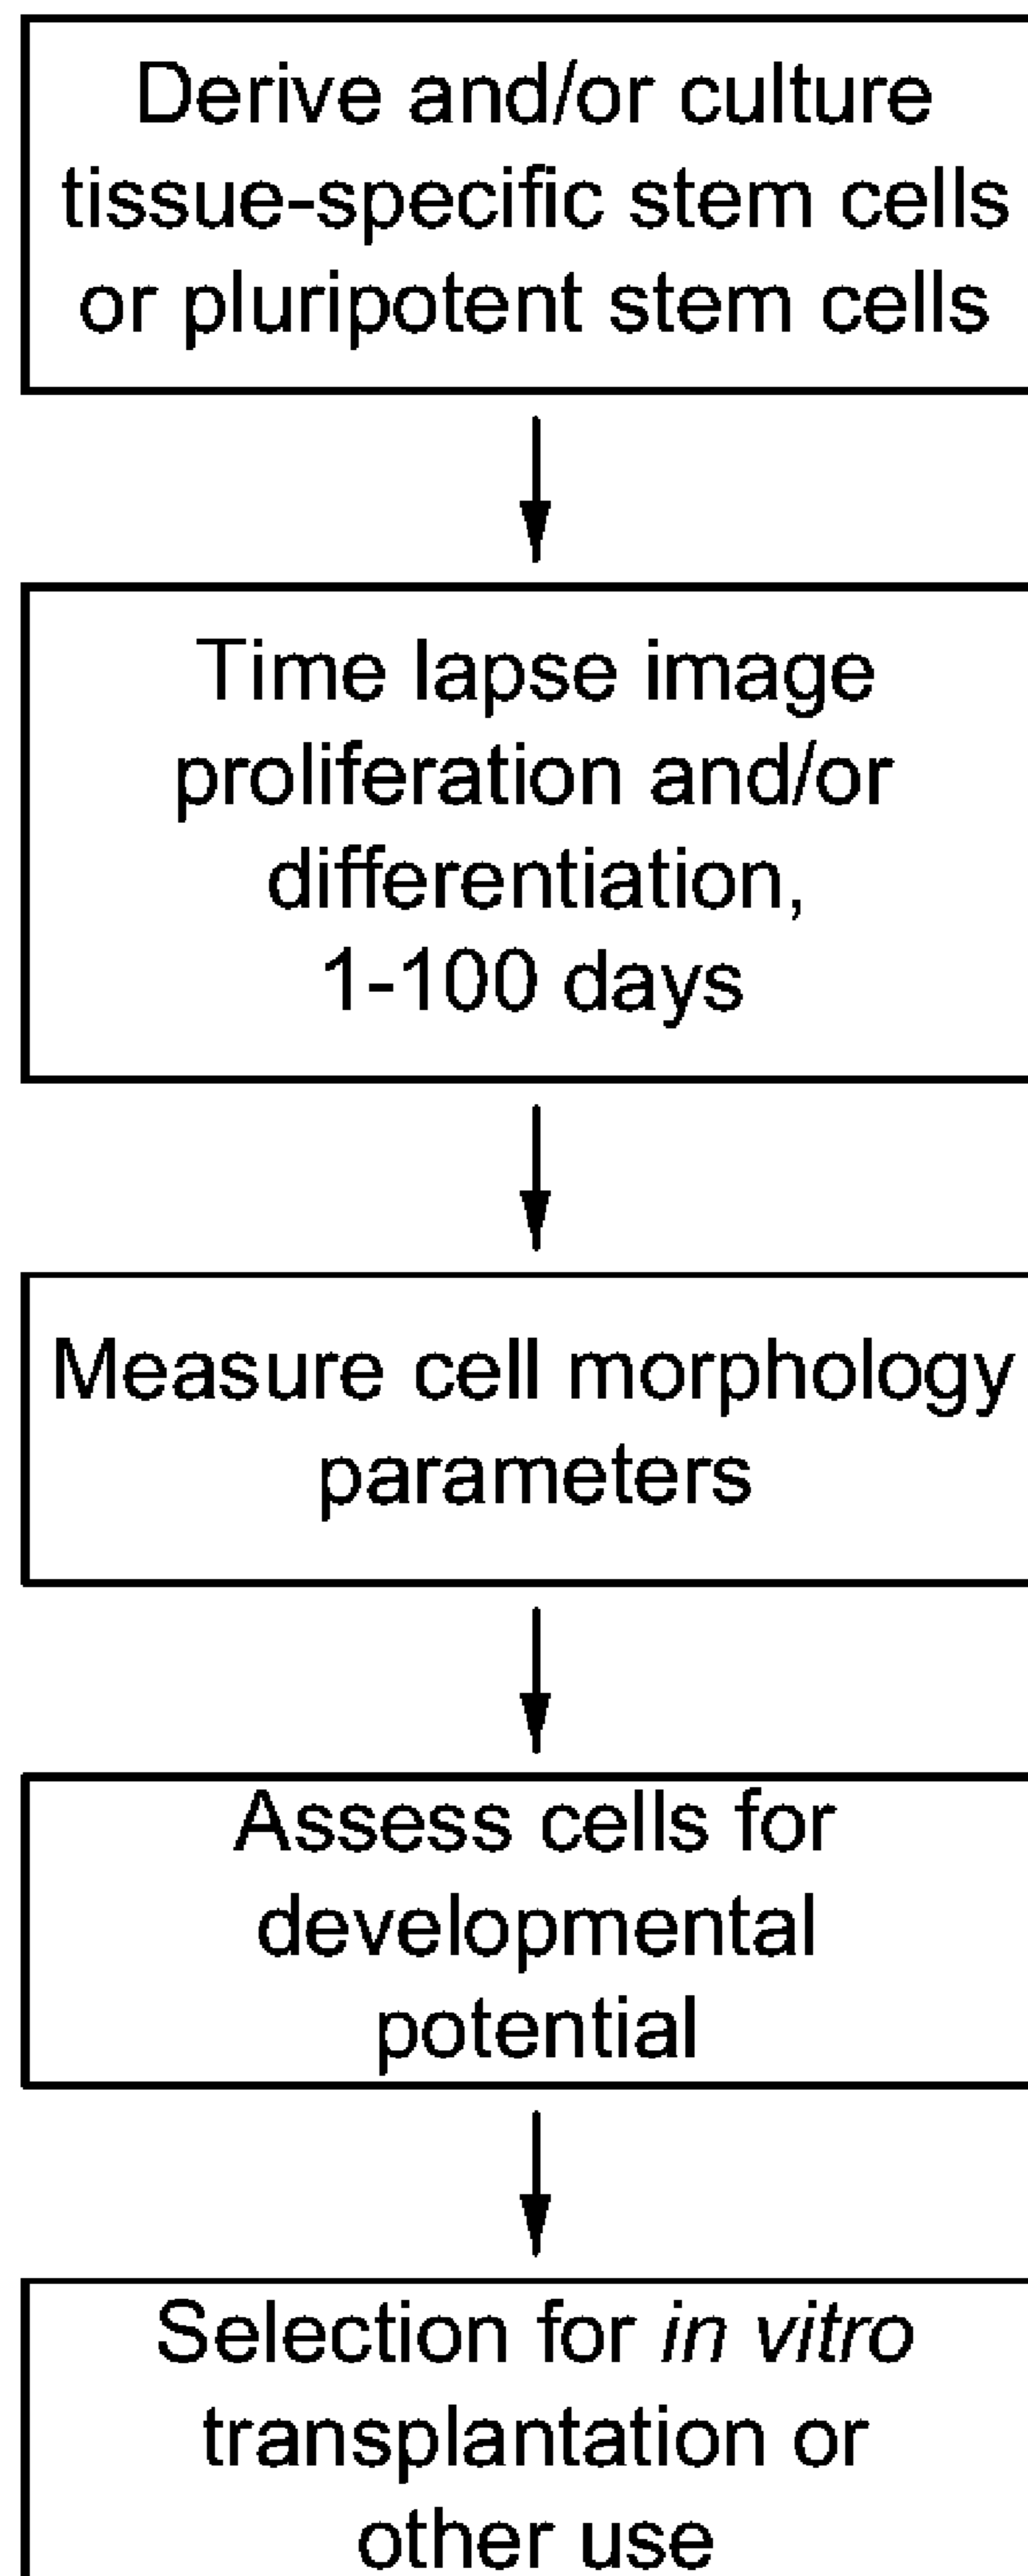 Derive and/or culture
tissue-specific stem cells
or pluripotent stem cells
Time lapse image
proliferation and/or
differentiation,
1-100 days
Measure cell morphology
parameters
Assess cells for
developmental
potential
Selection for in vitro
transplantation or
other use